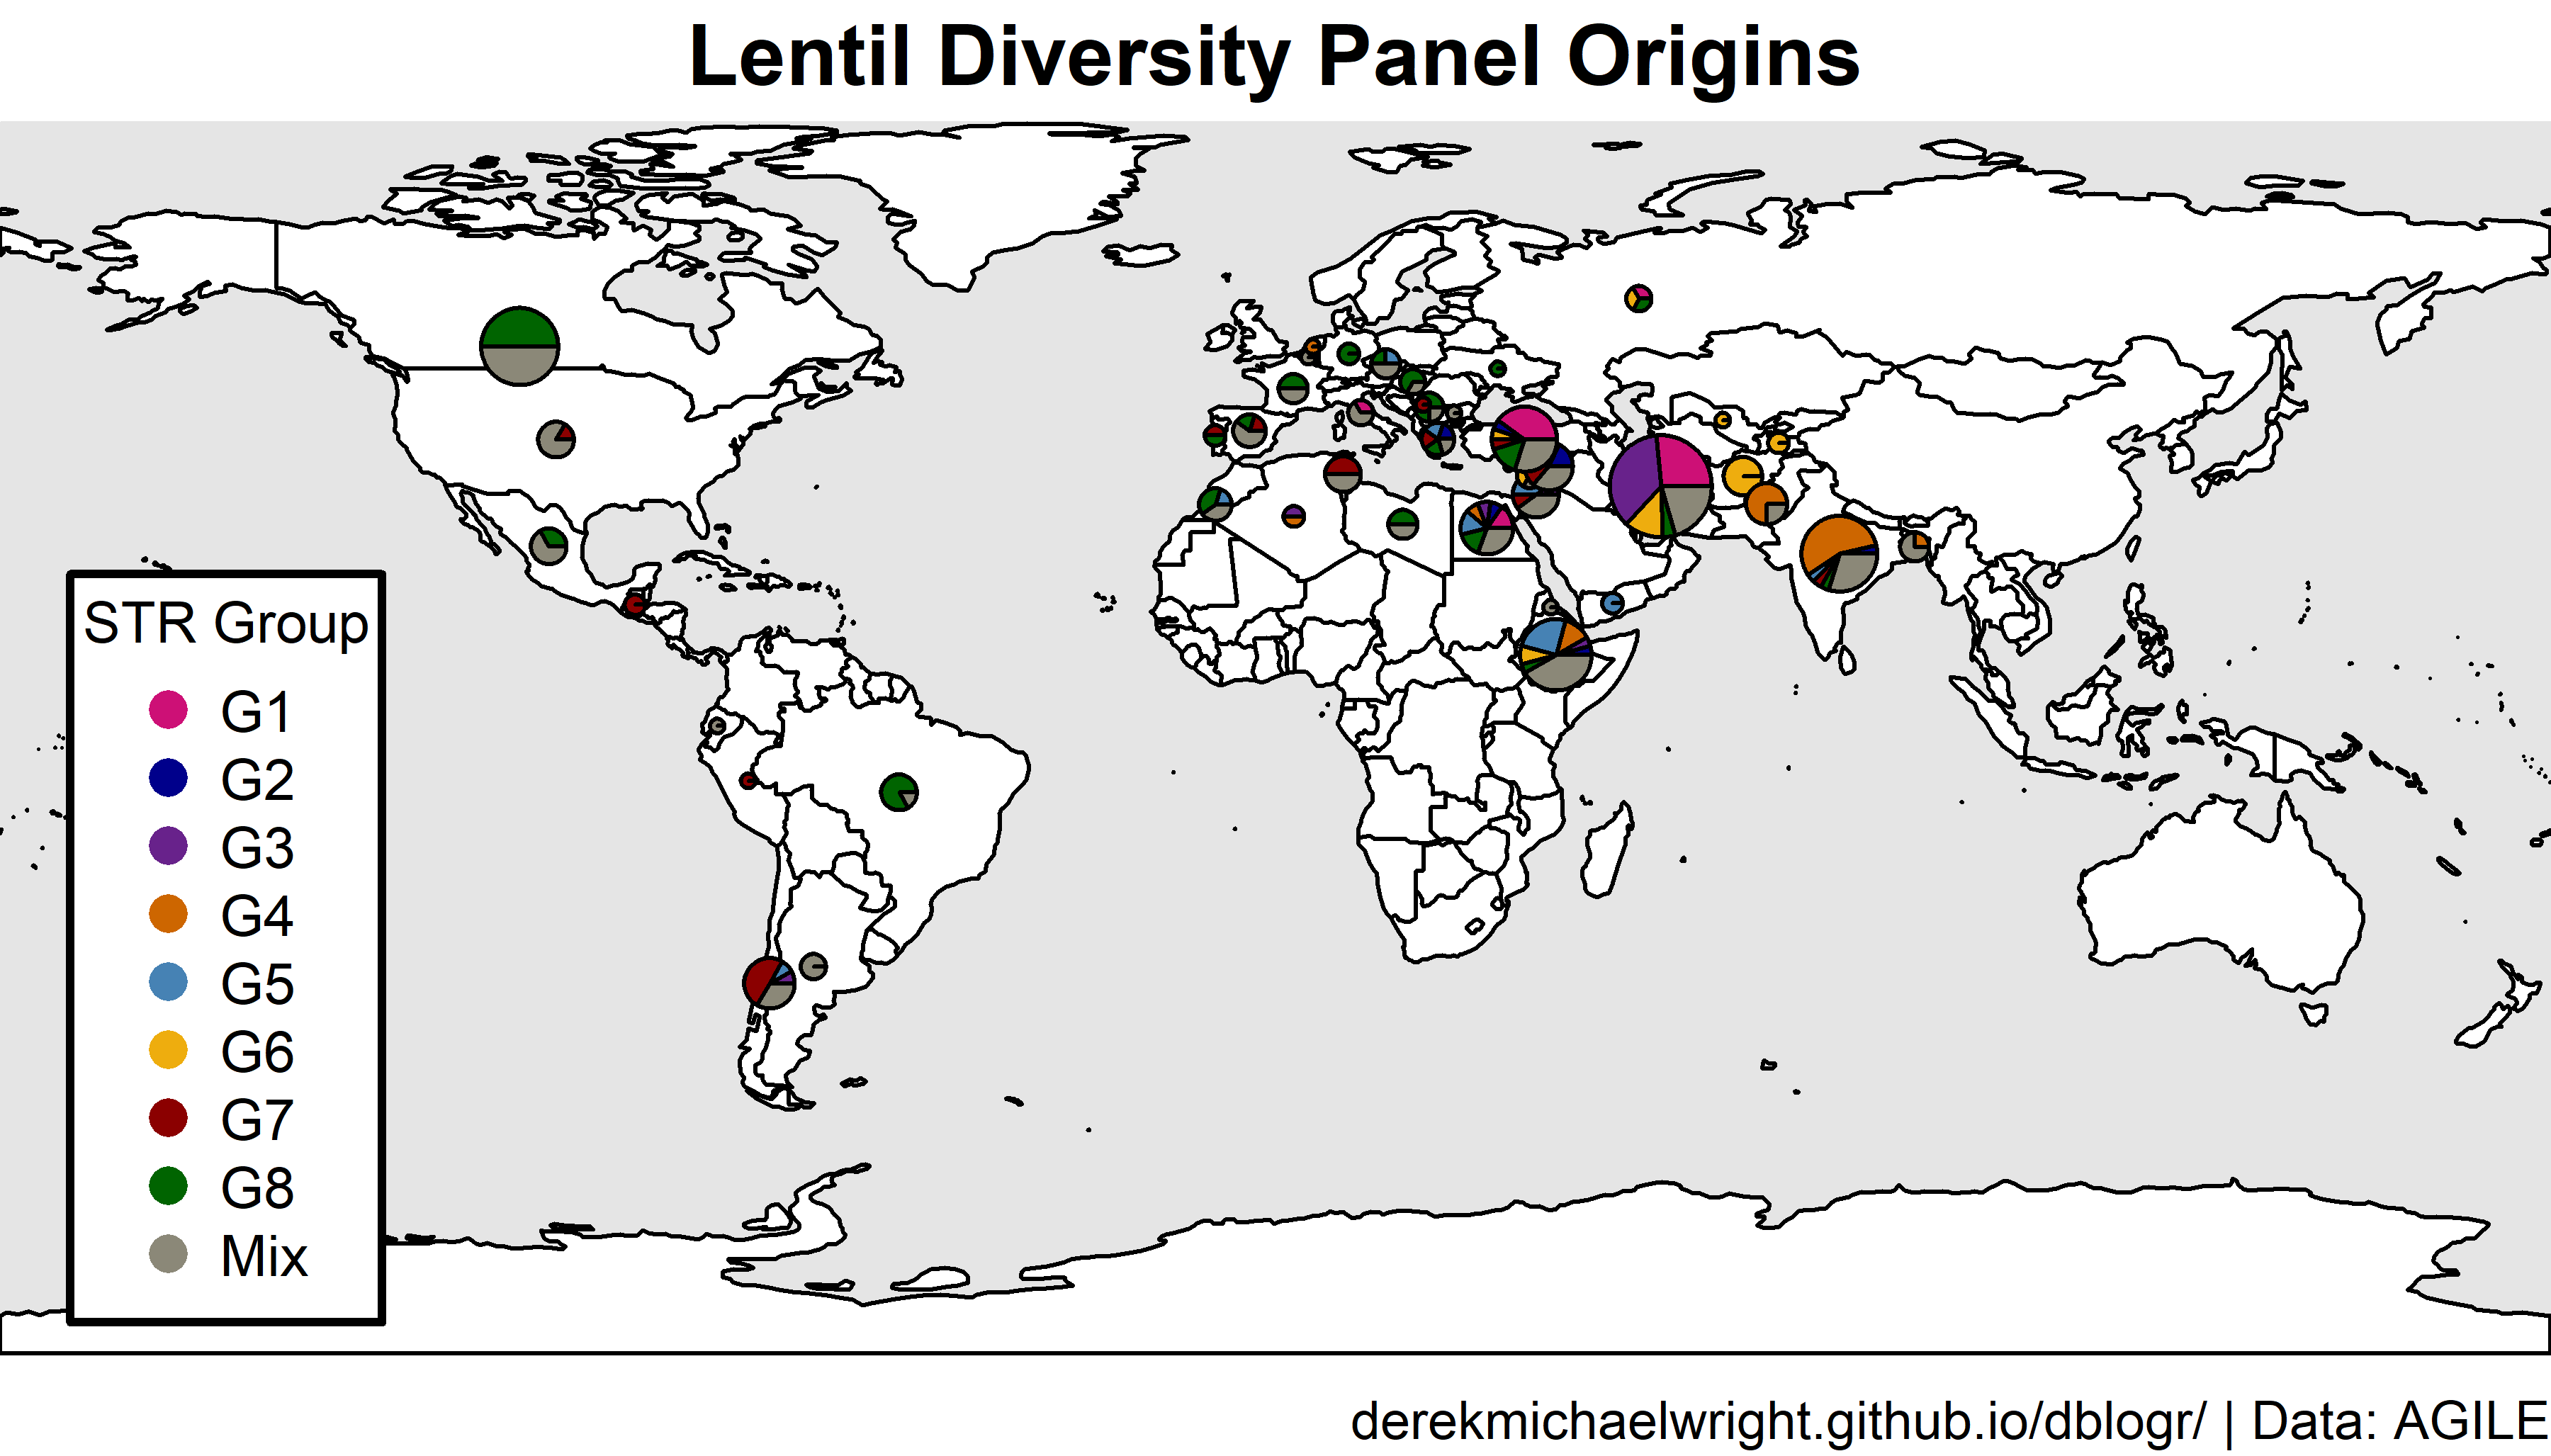 Lentil Diversity Panel Origins
STR Group
G1
G2
G3
G4
G5
G6
G7
G8
Mix
derekmichaelwright.github.io/dblogr/ | Data: AGILE